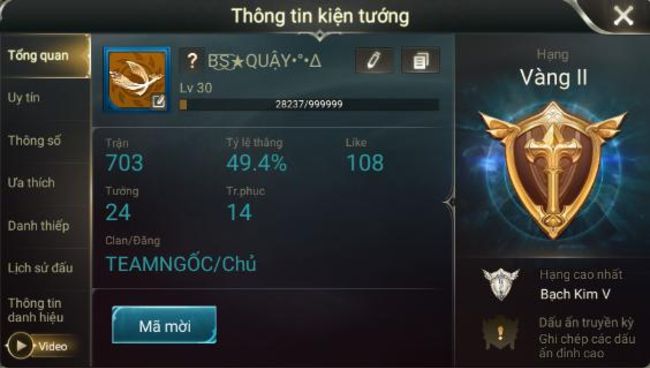 Thông tin kiện tướng
Tổng quan
Uy tín
Thông số
Ưa thích
Danh thiếp
Lịch sử đấu
Thông tin
danh hiệu
Video
? B͜͡S★QUẬY•°•Δ
Lv 30
28237/999999
Trận
703
Tỷ lệ thắng
49.4%
Like
108
Tướng
24
Tr.phục
14
Clan/Đẳng
TEAMNGỐC/Chủ
Mã mời
Hạng
Vàng II
Hạng cao nhất
Bạch Kim V
Dấu ấn truyền kỳ
Ghi chép các dấu
ấn đỉnh cao